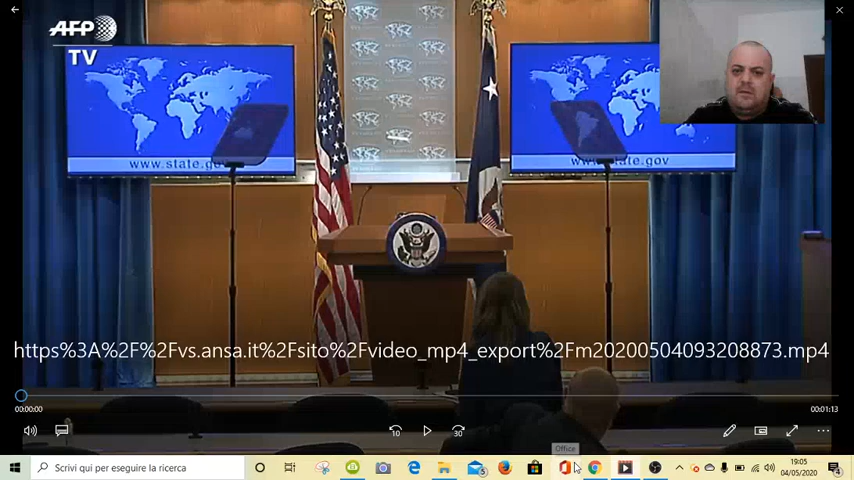 AFP
TV
www.state.gov
www.state.gov
https%3A%2F%2Fvs.ansa.it%2Fsito%2Fvideo_mp4_export%2Fm20200504093208873.mp4
00:00:00
00:01:13
10
30
Office
Scrivi qui per eseguire la ricerca
5
19:05
04/05/2020
4